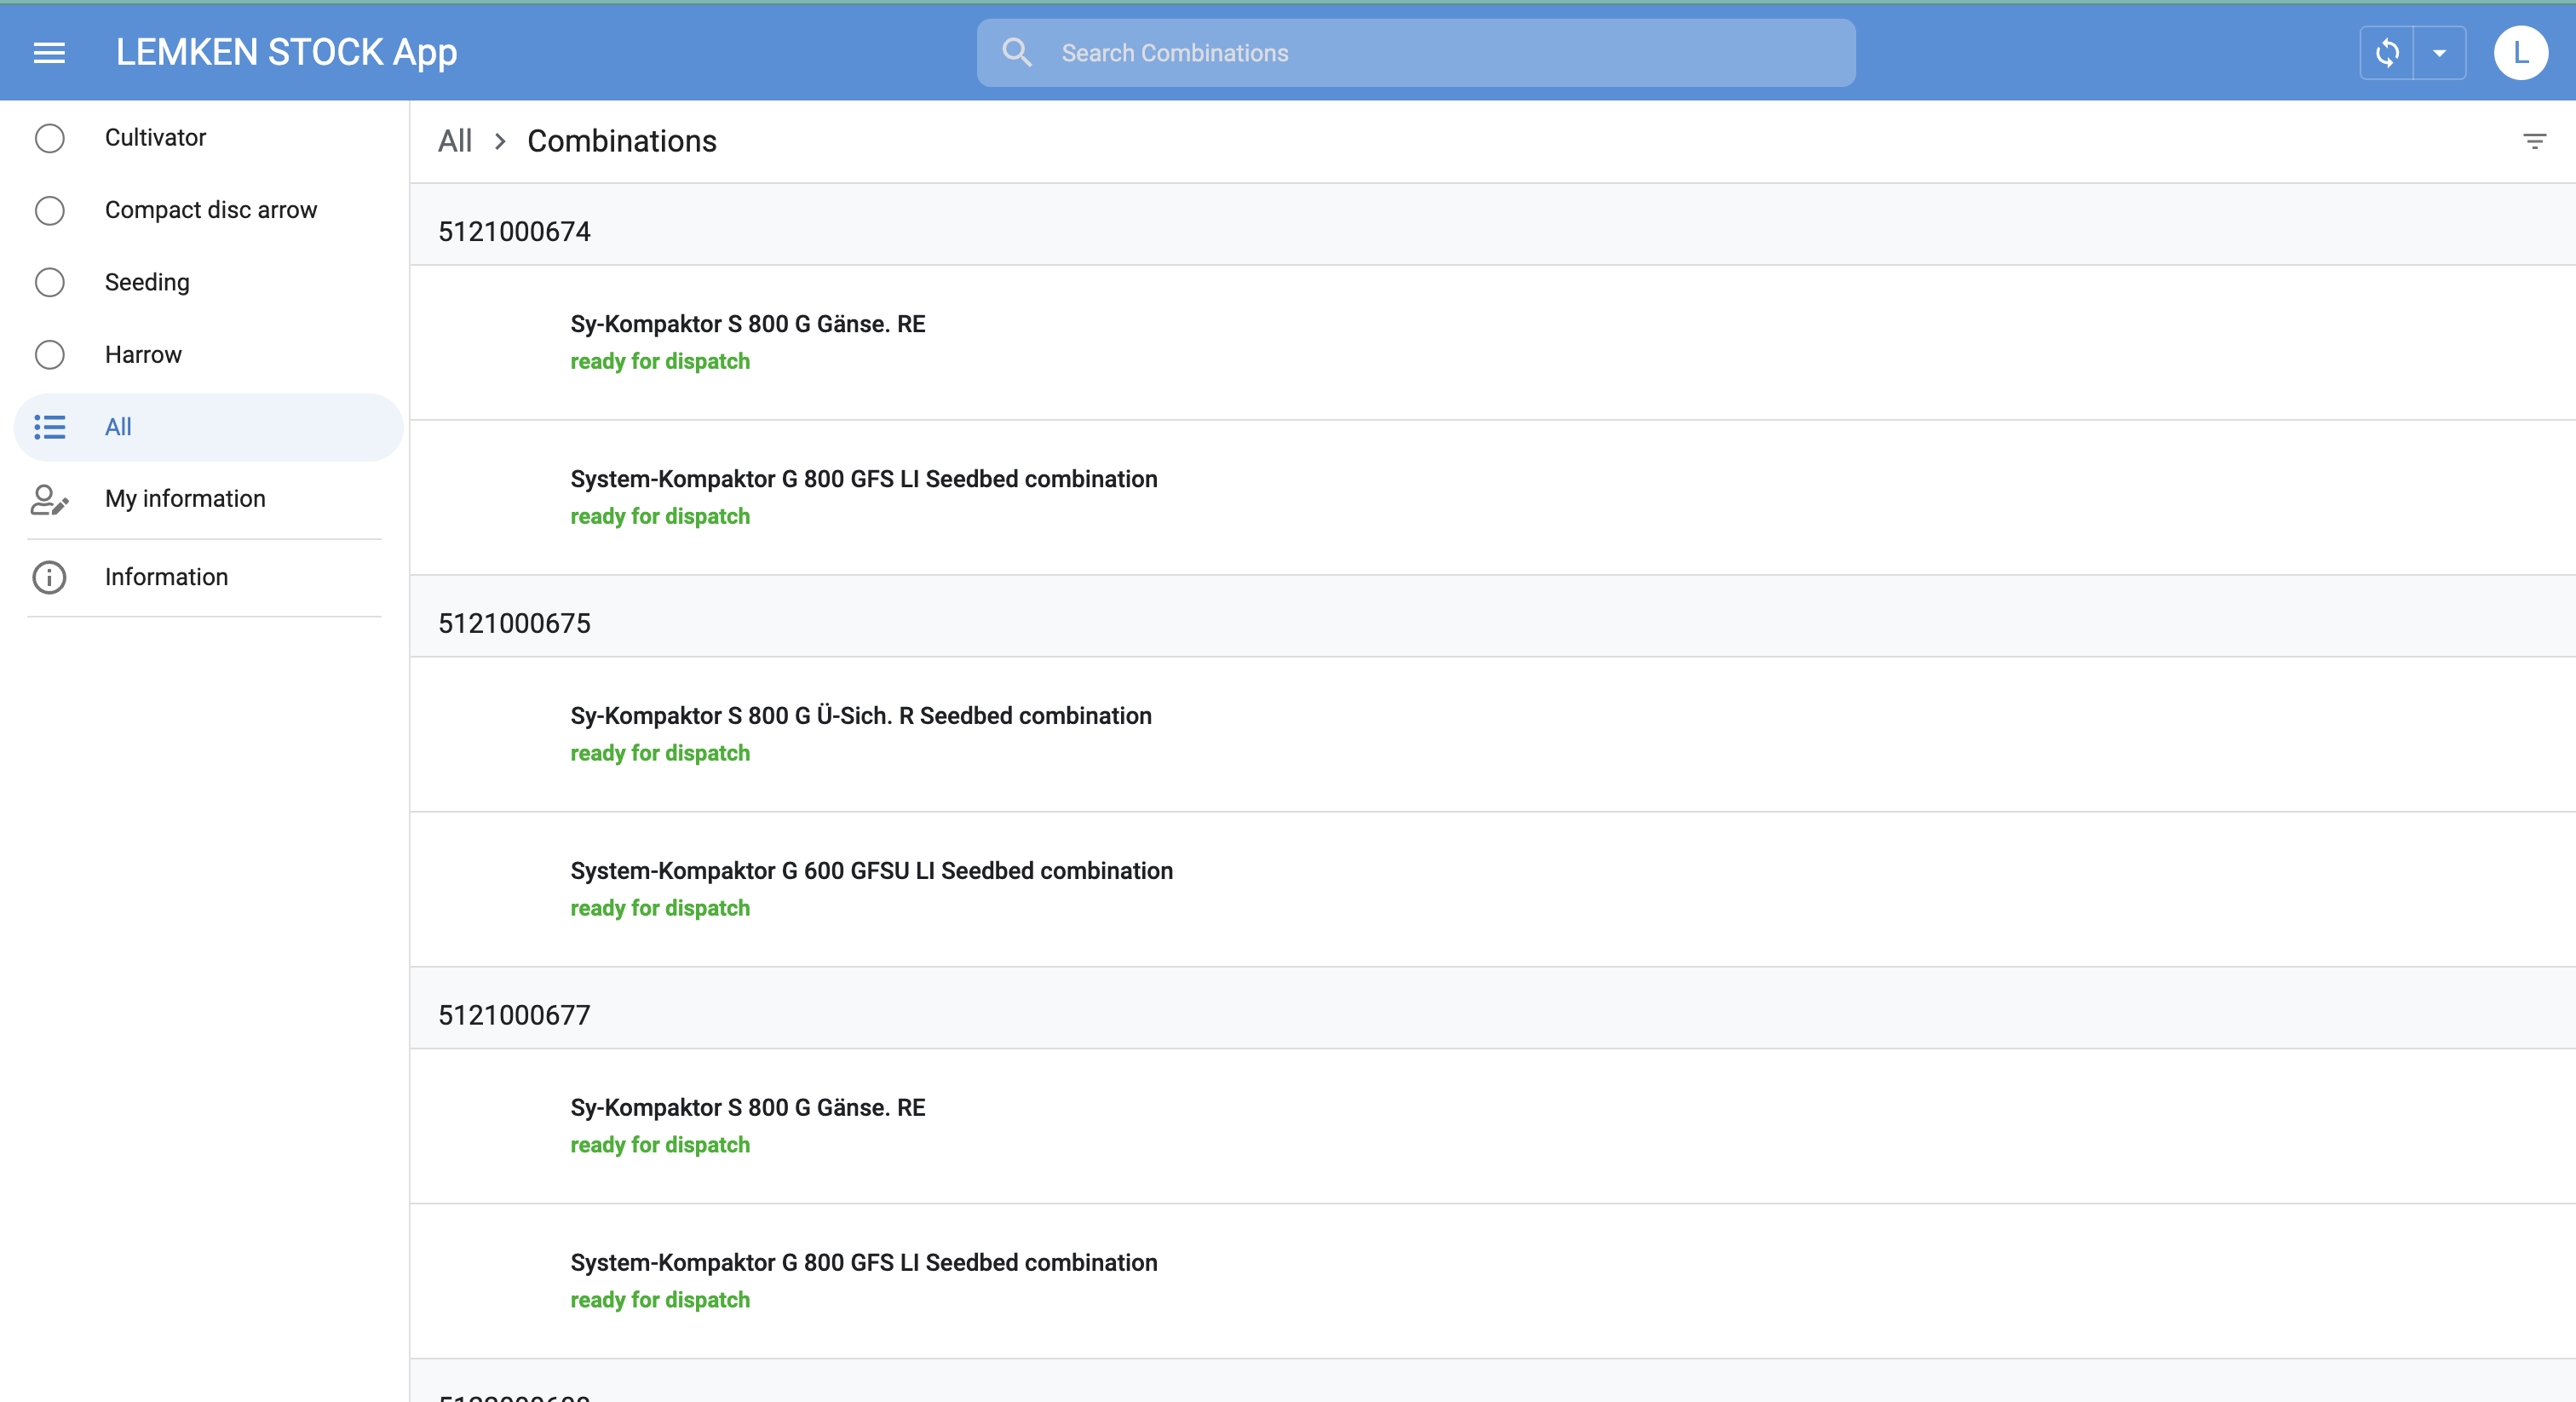 LEMKEN STOCK App
Search Combinations
L
Cultivator
Compact disc arrow
Seeding
Harrow
All
My information
Information
All > Combinations
5121000674
Sy-Kompaktor S 800 G Gänse. RE
ready for dispatch
System-Kompaktor G 800 GFS LI Seedbed combination
ready for dispatch
5121000675
Sy-Kompaktor S 800 G Ü-Sich. R Seedbed combination
ready for dispatch
System-Kompaktor G 600 GFSU LI Seedbed combination
ready for dispatch
5121000677
Sy-Kompaktor S 800 G Gänse. RE
ready for dispatch
System-Kompaktor G 800 GFS LI Seedbed combination
ready for dispatch